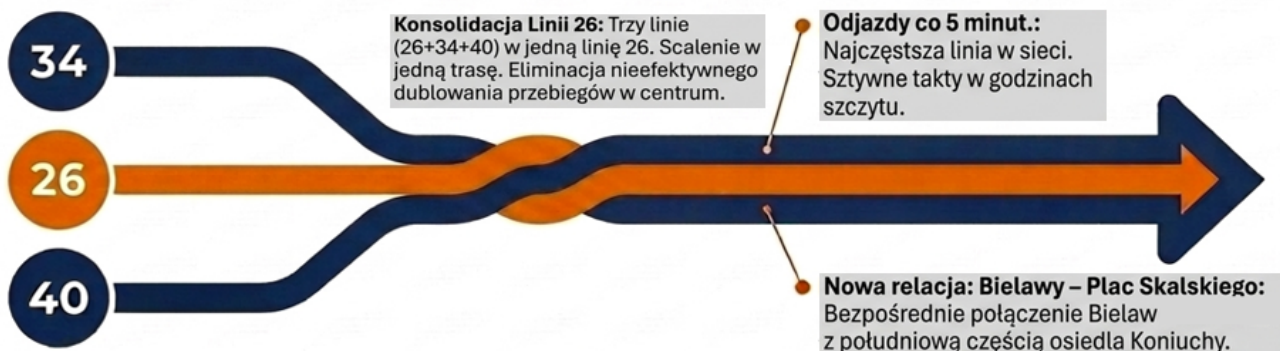 34
Konsolidacja Linii 26: Trzy linie
(26+34+40) w jedną linię 26. Scalenie w
jedną trasę. Eliminacja nieefektywnego
dublowania przebiegów w centrum.
Odjazdy co 5 minut.:
Najczęstsza linia w sieci.
Sztywne takty w godzinach
szczytu.
26
40
Nowa relacja: Bielawy – Plac Skalskiego:
Bezpośrednie połączenie Bielaw
z południową częścią osiedla Koniuchy.